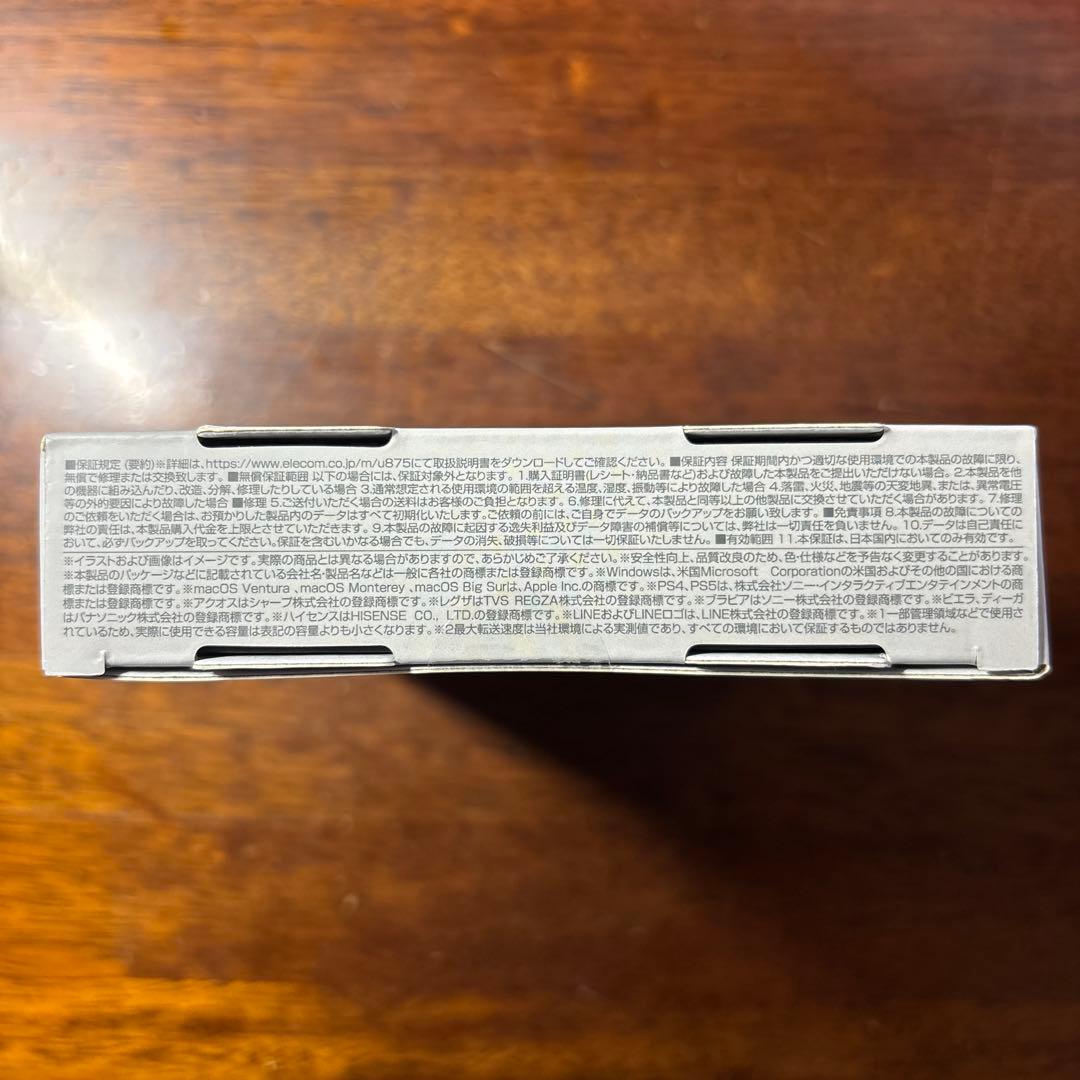 ■保証規定 (要約)※詳細は、https://www.elecom.co.jp/m/u875にて取扱説明書をダウンロードしてご確認ください。■保証内容 保証期間内かつ適切な使用環境での本製品の故障に限り、
無償で修理または交換致します。■無償保証範囲 以下の場合には、保証対象外となります。1.購入証明書(レシート・納品書など)および故障した本製品をご提出いただけない場合。2.本製品を他
の機器に組み込んだり、改造、分解、修理したりしている場合 3.通常想定される使用環境の範囲を超える温度、湿度、振動等により故障した場合 4.落雷、火災、地震等の天変地異、または、異常電圧
等の外的要因により故障した場合 ■修理 5.ご送付いただく場合の送料はお客様のご負担となります。6.修理に代えて、本製品と同等以上の他製品に交換させていただく場合があります。7.修理
のご依頼をいただく場合は、お預かりした製品内のデータはすべて初期化いたします。ご依頼の前には、ご自身でデータのバックアップをお願い致します。■免責事項 8.本製品の故障についての
弊社の責任は、本製品購入代金を上限とさせていただきます。9.本製品の故障に起因する逸失利益及びデータ障害の補償等については、弊社は一切責任を負いません。10.データは自己責任に
おいて、必ずバックアップを取ってください。保証を含むいかなる場合でも、データの消失、破損等については一切保証いたしません。■有効範囲 11.本保証は、日本国内においてのみ有効です。
※イラストおよび画像はイメージです。実際の商品とは異なる場合がありますので、あらかじめご了承ください。※安全性向上、品質改良のため、色・仕様などを予告なく変更することがあります。
※本製品のパッケージなどに記載されている会社名・製品名などは一般に各社の商標または登録商標です。※Windowsは、米国Microsoft Corporationの米国およびその他の国における商
標または登録商標です。※macOS Ventura、macOS Monterey、macOS Big Surは、Apple Inc.の商標です。※PS4、PS5は、株式会社ソニー・インタラクティブエンタテインメントの商
標または登録商標です。※アクオスはシャープ株式会社の登録商標です。※レグザはTVS REGZA株式会社の登録商標です。※ブラビアはソニー株式会社の登録商標です。※ビエラ、ディーガ
はパナソニック株式会社の登録商標です。※ハイセンスはHISENSE CO., LTD.の登録商標です。※LINEおよびLINEロゴは、LINE株式会社の登録商標です。※1一部管理領域などで使用さ
れているため、実際に使用できる容量は表記の容量よりも小さくなります。※2最大転送速度は当社環境による実測値であり、すべての環境において保証するものではありません。